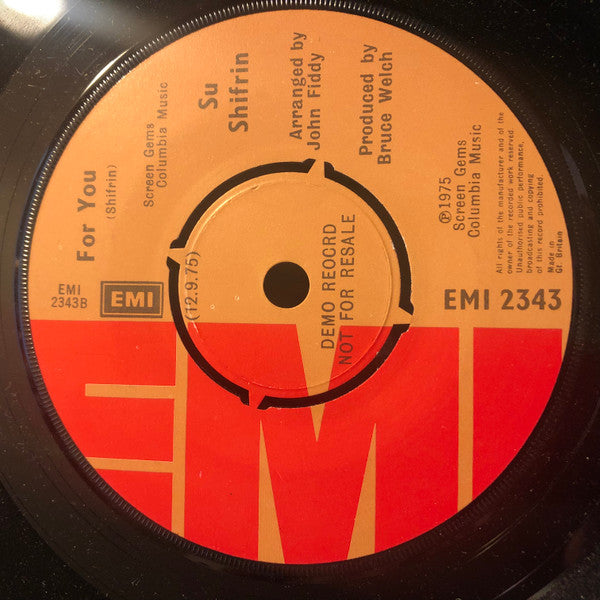 For You
(Shifrin)
Screen Gems
Columbia Music
Su
Shifrin
Arranged by
John Fiddy
Produced by
Bruce Welch
EMI
2343B
EMI
(12.9.75)
DEMO REOCRD
NOT FOR RESALE
℗1975
Screen Gems
Columbia Music
All rights of the manufacturer and of the
owner of the recorded work reserved.
Unauthorised public performance,
broadcasting and copying
of this record prohibited.
Made in
Gt. Britain
EMI 2343
EMI